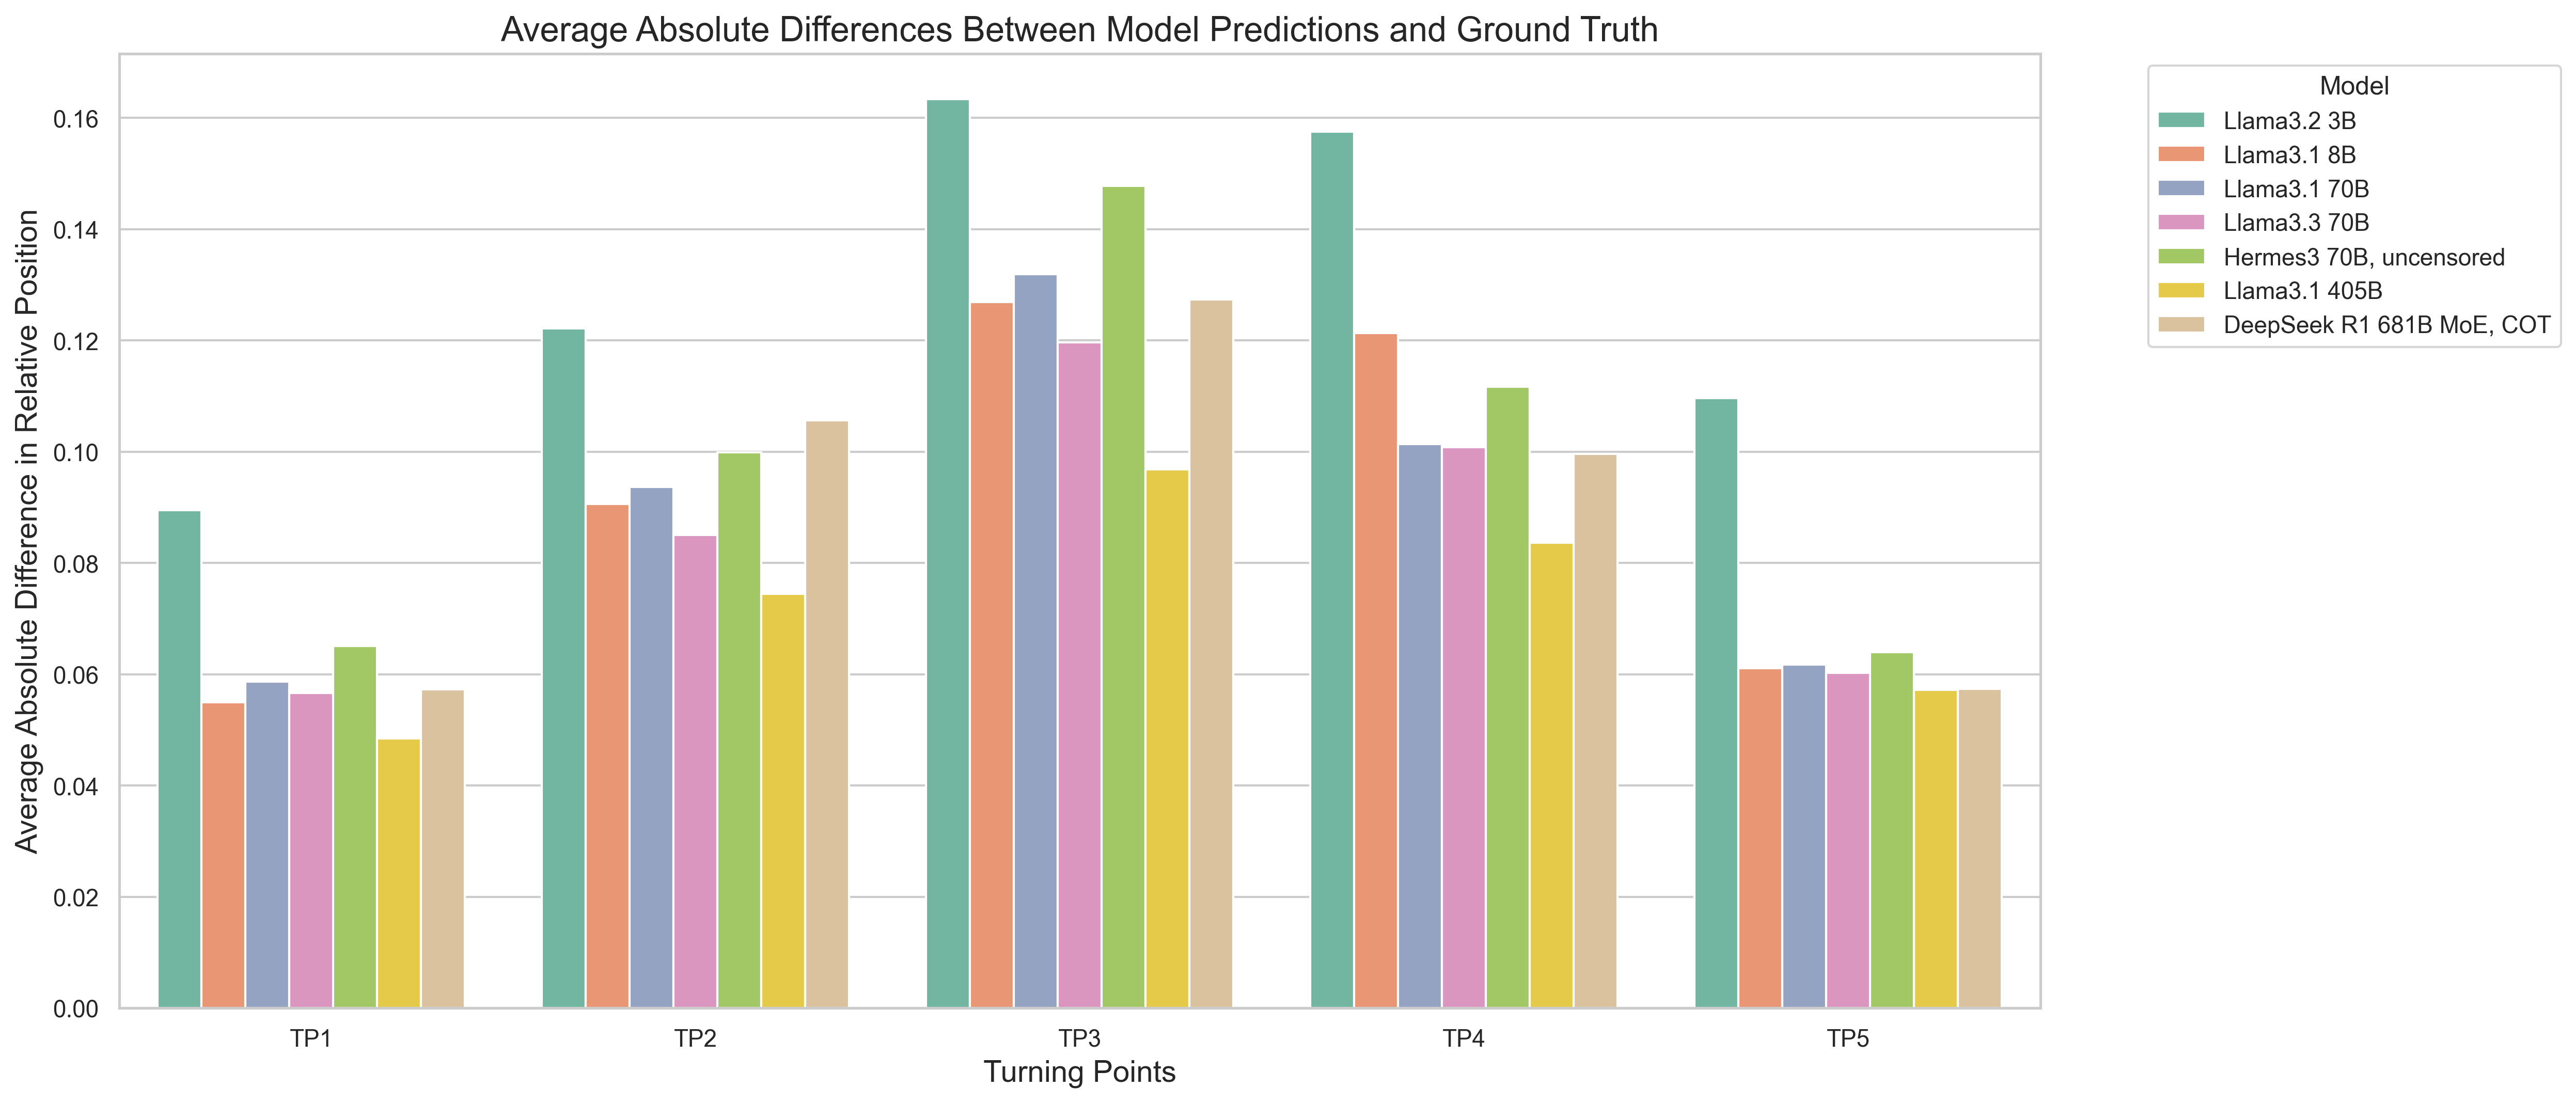 Average Absolute Differences Between Model Predictions and Ground Truth
Average Absolute Difference in Relative Position
0.16
0.14
0.12
0.10
0.08
0.06
0.04
0.02
0.00
TP1
TP2
TP3
TP4
TP5
Turning Points
Model
Llama3.2 3B
Llama3.1 8B
Llama3.1 70B
Llama3.3 70B
Hermes3 70B, uncensored
Llama3.1 405B
DeepSeek R1 681B MoE, COT